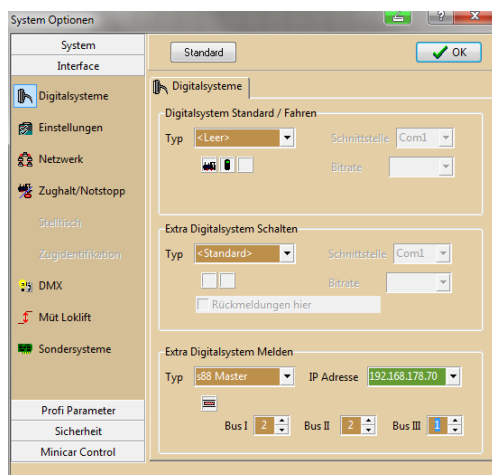 System Optionen
System
Interface
Digitalsysteme
Einstellungen
Netzwerk
Zughalt/Notstopp
Stelltisch
Zugidentifikation
DMX
Müt Loklift
Sondersysteme
Profi Parameter
Sicherheit
Minicar Control
Standard
OK
Digitalsysteme
Digitalsystem Standard / Fahren
Typ <Leer> Schnittstelle Com1
Bitrate
Extra Digitalsystem Schalten
Typ <Standard> Schnittstelle Com1
Bitrate
Rückmeldungen hier
Extra Digitalsystem Melden
Typ s88 Master IP Adresse 192.168.178.70
Bus I 2 Bus II 2 Bus III 1